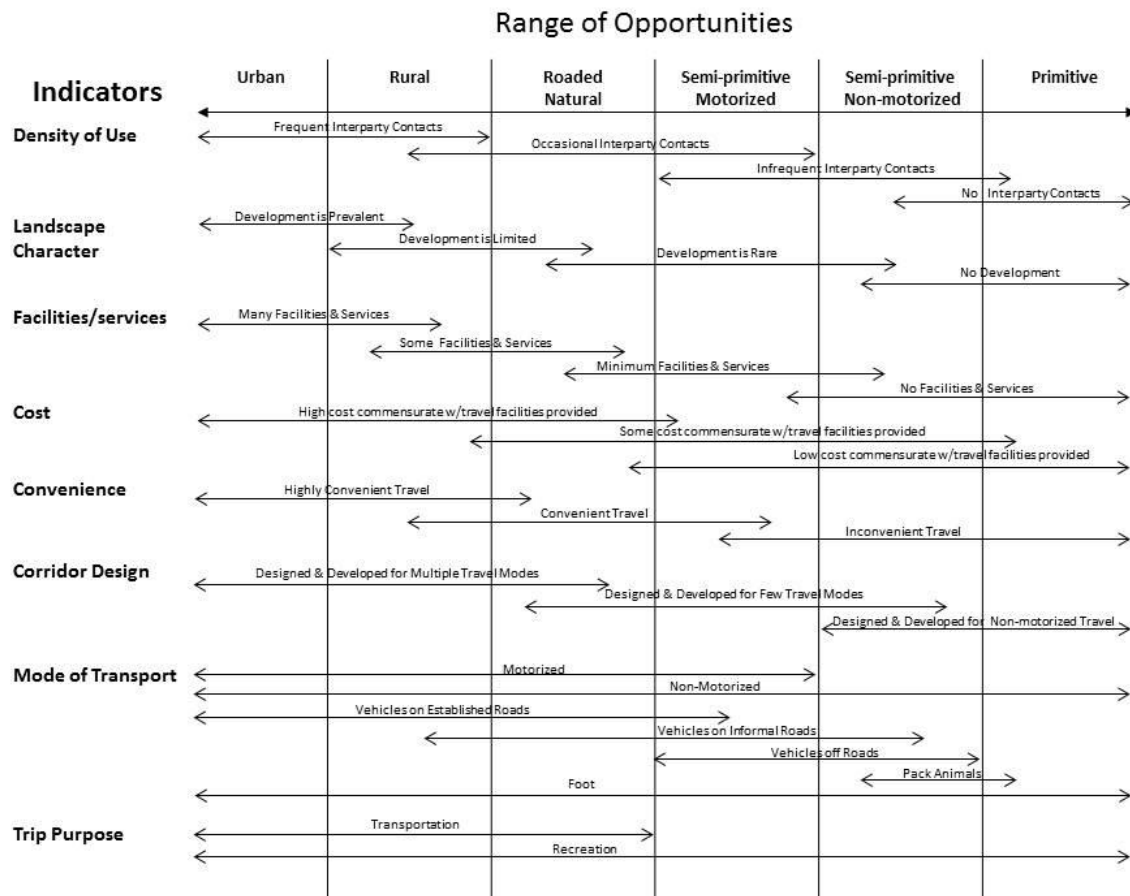 Range of Opportunities
Indicators
Urban
Rural
Roaded
Natural
Semi-primitive
Motorized
Semi-primitive
Non-motorized
Primitive
Density of Use
Frequent Interparty Contacts
Occasional Interparty Contacts
Infrequent Interparty Contacts
No Interparty Contacts
Landscape
Character
Development is Prevalent
Development is Limited
Development is Rare
No Development
Facilities/services
Many Facilities & Services
Some Facilities & Services
Minimum Facilities & Services
No Facilities & Services
Cost
High cost commensurate w/travel facilities provided
Some cost commensurate w/travel facilities provided
Low cost commensurate w/travel facilities provided
Convenience
Highly Convenient Travel
Convenient Travel
Inconvenient Travel
Corridor Design
Designed & Developed for Multiple Travel Modes
Designed & Developed for Few Travel Modes
Designed & Developed for Non-motorized Travel
Mode of Transport
Motorized
Non-Motorized
Vehicles on Established Roads
Vehicles on Informal Roads
Vehicles off Roads
Pack Animals
Foot
Trip Purpose
Transportation
Recreation